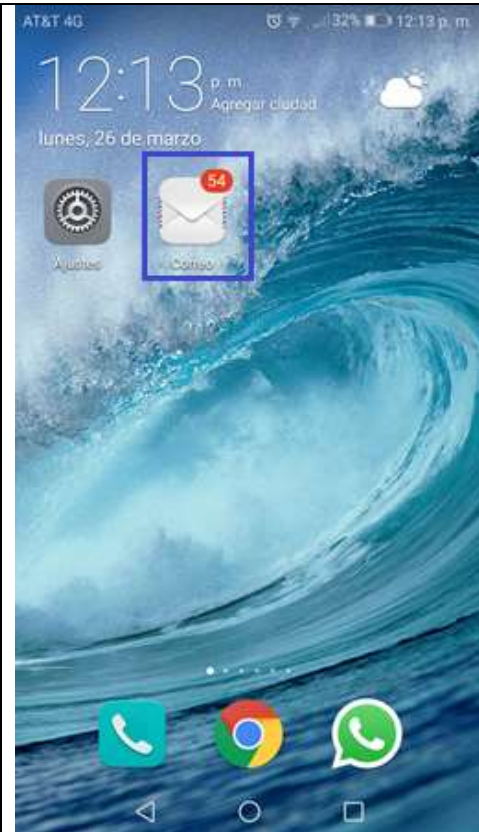 AT&T 4G 32% 12:13 p. m.
12:13 p. m.
Agregar ciudad
lunes, 26 de marzo
54
Ajustes Correo